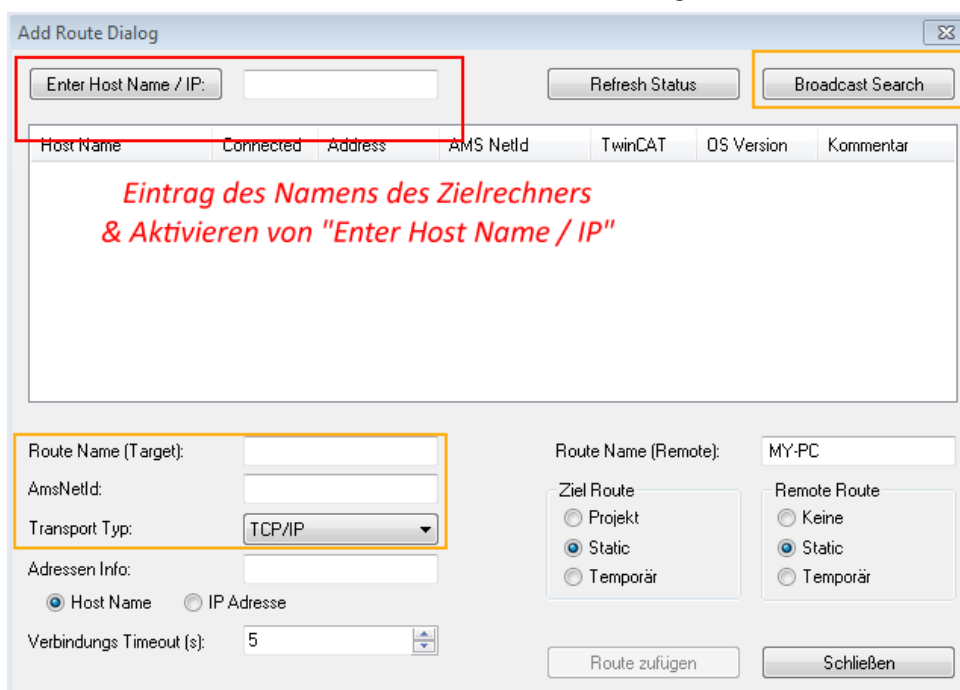 Add Route Dialog
Enter Host Name / IP: Refresh Status Broadcast Search
Host Name Connected Address AMS NetId TwinCAT OS Version Kommentar
Eintrag des Namens des Zielrechners
& Aktivieren von "Enter Host Name / IP"
Route Name (Target): Route Name (Remote): MY-PC
AmsNetId: Ziel Route Remote Route
Projekt Keine
Transport Typ: TCP/IP
Static Static
Adressen Info: Temporär Temporär
Host Name IP Adresse
Verbindungs Timeout (s): 5
Route zufügen Schließen